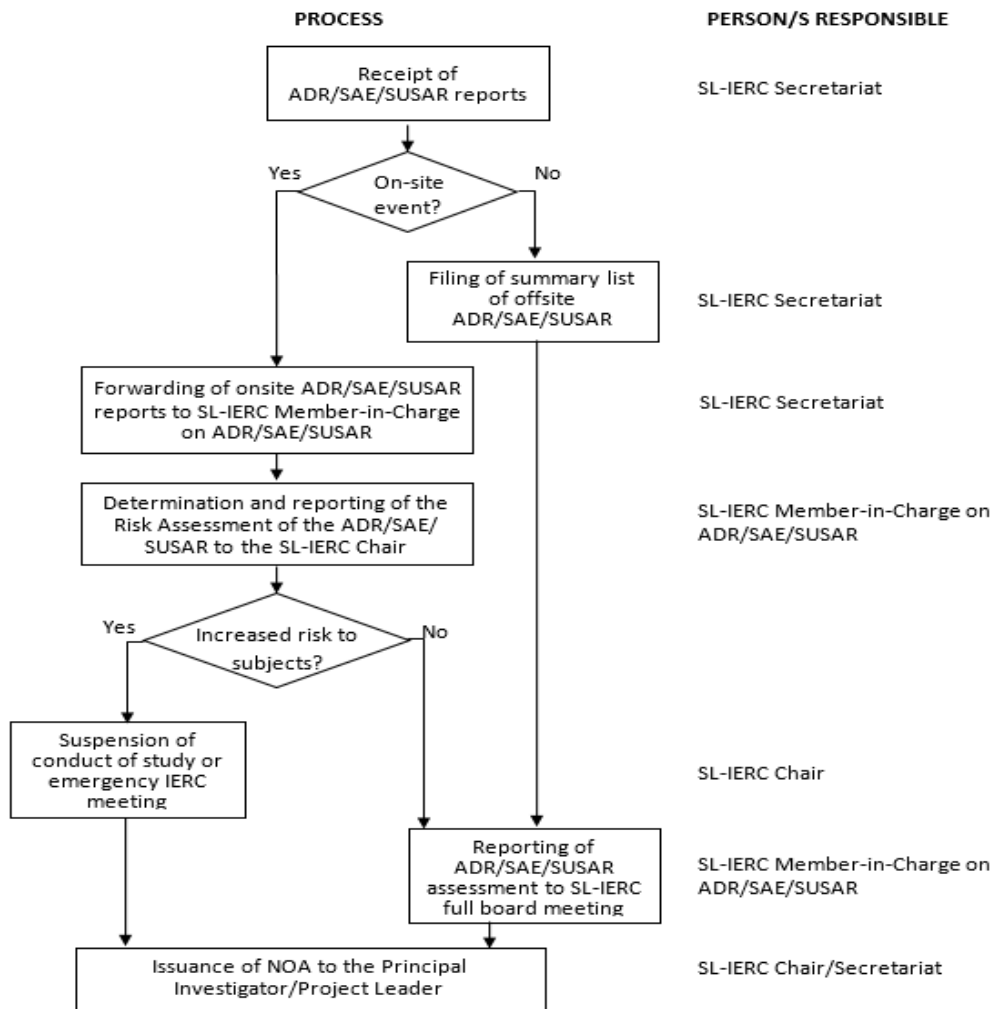 PROCESS
PERSON/S RESPONSIBLE
Receipt of
ADR/SAE/SUSAR reports
SL-IERC Secretariat
Yes
No
On-site
event?
Filing of summary list
of offsite
ADR/SAE/SUSAR
SL-IERC Secretariat
Forwarding of onsite ADR/SAE/SUSAR
reports to SL-IERC Member-in-Charge
on ADR/SAE/SUSAR
SL-IERC Secretariat
Determination and reporting of the
Risk Assessment of the ADR/SAE/
SUSAR to the SL-IERC Chair
SL-IERC Member-in-Charge on
ADR/SAE/SUSAR
Yes
No
Increased risk to
subjects?
Suspension of
conduct of study or
emergency IERC
meeting
SL-IERC Chair
Reporting of
ADR/SAE/SUSAR
assessment to SL-IERC
full board meeting
SL-IERC Member-in-Charge on
ADR/SAE/SUSAR
Issuance of NOA to the Principal
Investigator/Project Leader
SL-IERC Chair/Secretariat